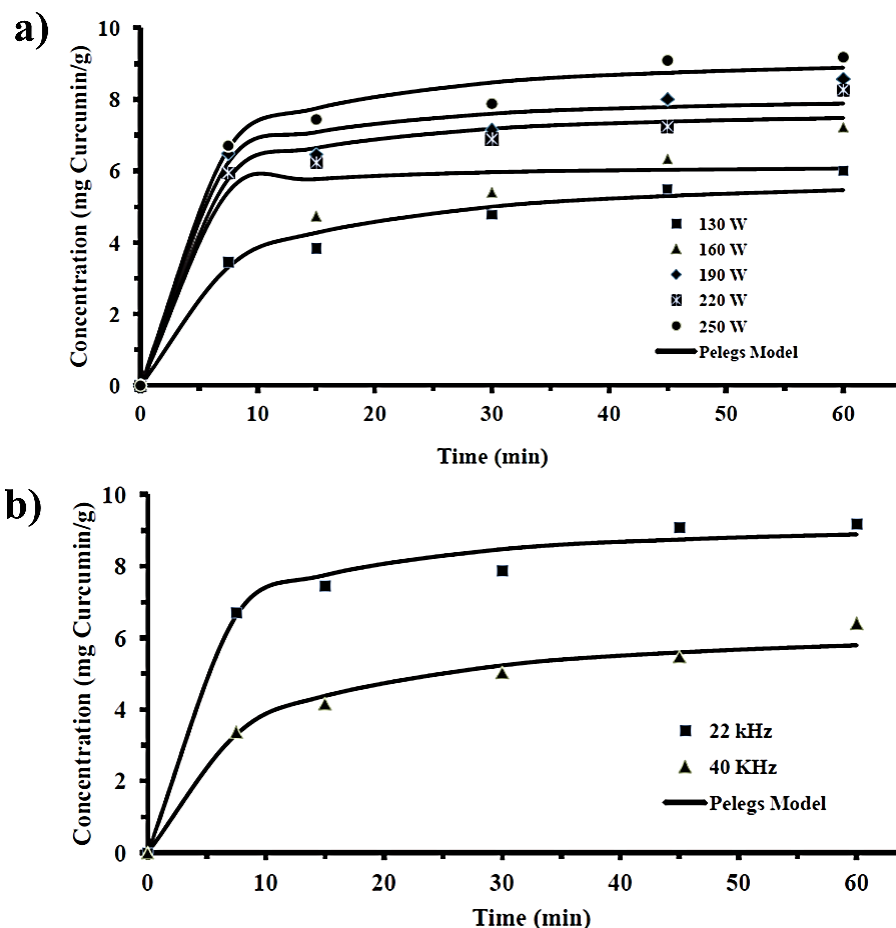 a)
Concentration (mg Curcumin/g)
10
8
6
4
2
0
130 W
160 W
190 W
220 W
250 W
Pelegs Model
0 10 20 30 40 50 60
Time (min)
b)
Concentration (mg Curcumin/g)
10
8
6
4
2
0
22 kHz
40 KHz
Pelegs Model
0 10 20 30 40 50 60
Time (min)